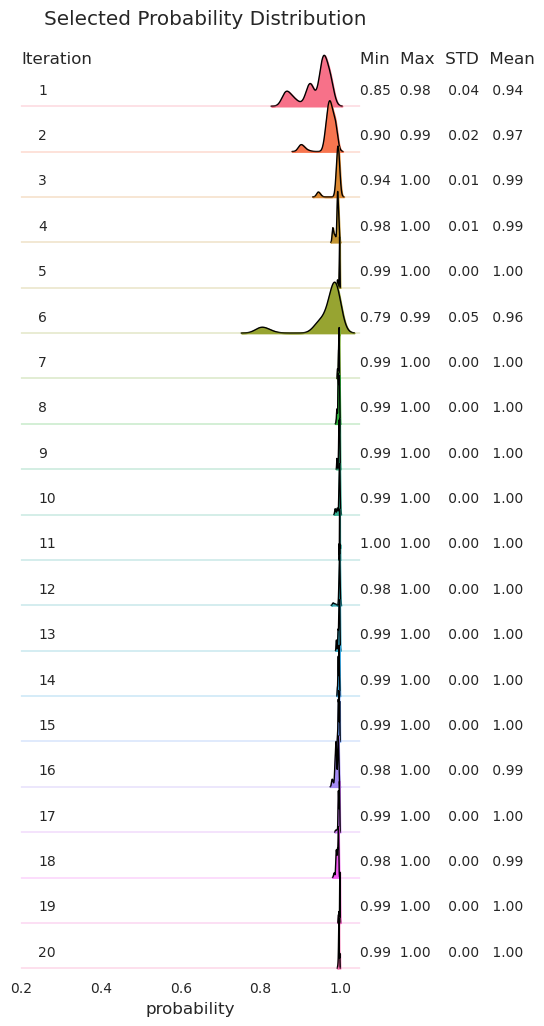 Selected Probability Distribution
Iteration Min Max STD Mean
1 0.85 0.98 0.04 0.94
2 0.90 0.99 0.02 0.97
3 0.94 1.00 0.01 0.99
4 0.98 1.00 0.01 0.99
5 0.99 1.00 0.00 1.00
6 0.79 0.99 0.05 0.96
7 0.99 1.00 0.00 1.00
8 0.99 1.00 0.00 1.00
9 0.99 1.00 0.00 1.00
10 0.99 1.00 0.00 1.00
11 1.00 1.00 0.00 1.00
12 0.98 1.00 0.00 1.00
13 0.99 1.00 0.00 1.00
14 0.99 1.00 0.00 1.00
15 0.99 1.00 0.00 1.00
16 0.98 1.00 0.00 0.99
17 0.99 1.00 0.00 1.00
18 0.98 1.00 0.00 0.99
19 0.99 1.00 0.00 1.00
20 0.99 1.00 0.00 1.00
0.2 0.4 0.6 0.8 1.0
probability